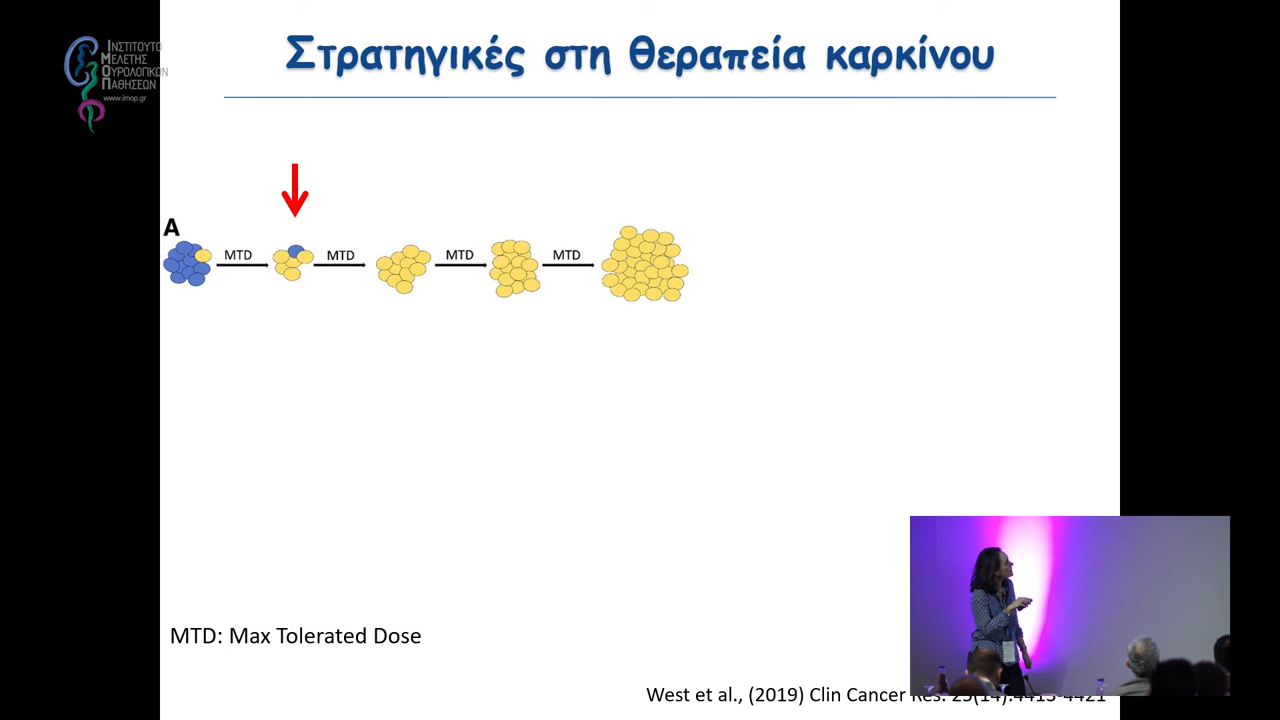 ΙΝΣΤΙΤΟΥΤΟ
ΜΕΛΕΤΗΣ
ΟΥΡΟΛΟΓΙΚΩΝ
ΠΑΘΗΣΕΩΝ
www.imop.gr
Στρατηγικές στη θεραπεία καρκίνου
A
MTD MTD MTD MTD
MTD: Max Tolerated Dose
West et al., (2019) Clin Cancer Res. 25(14):4413-4421